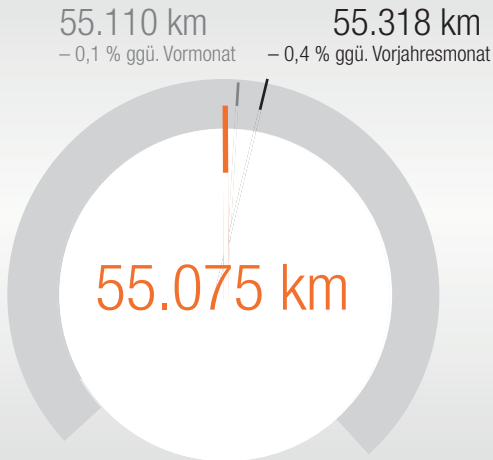 55.110 km
– 0,1 % ggü. Vormonat
55.318 km
– 0,4 % ggü. Vorjahresmonat
55.075 km